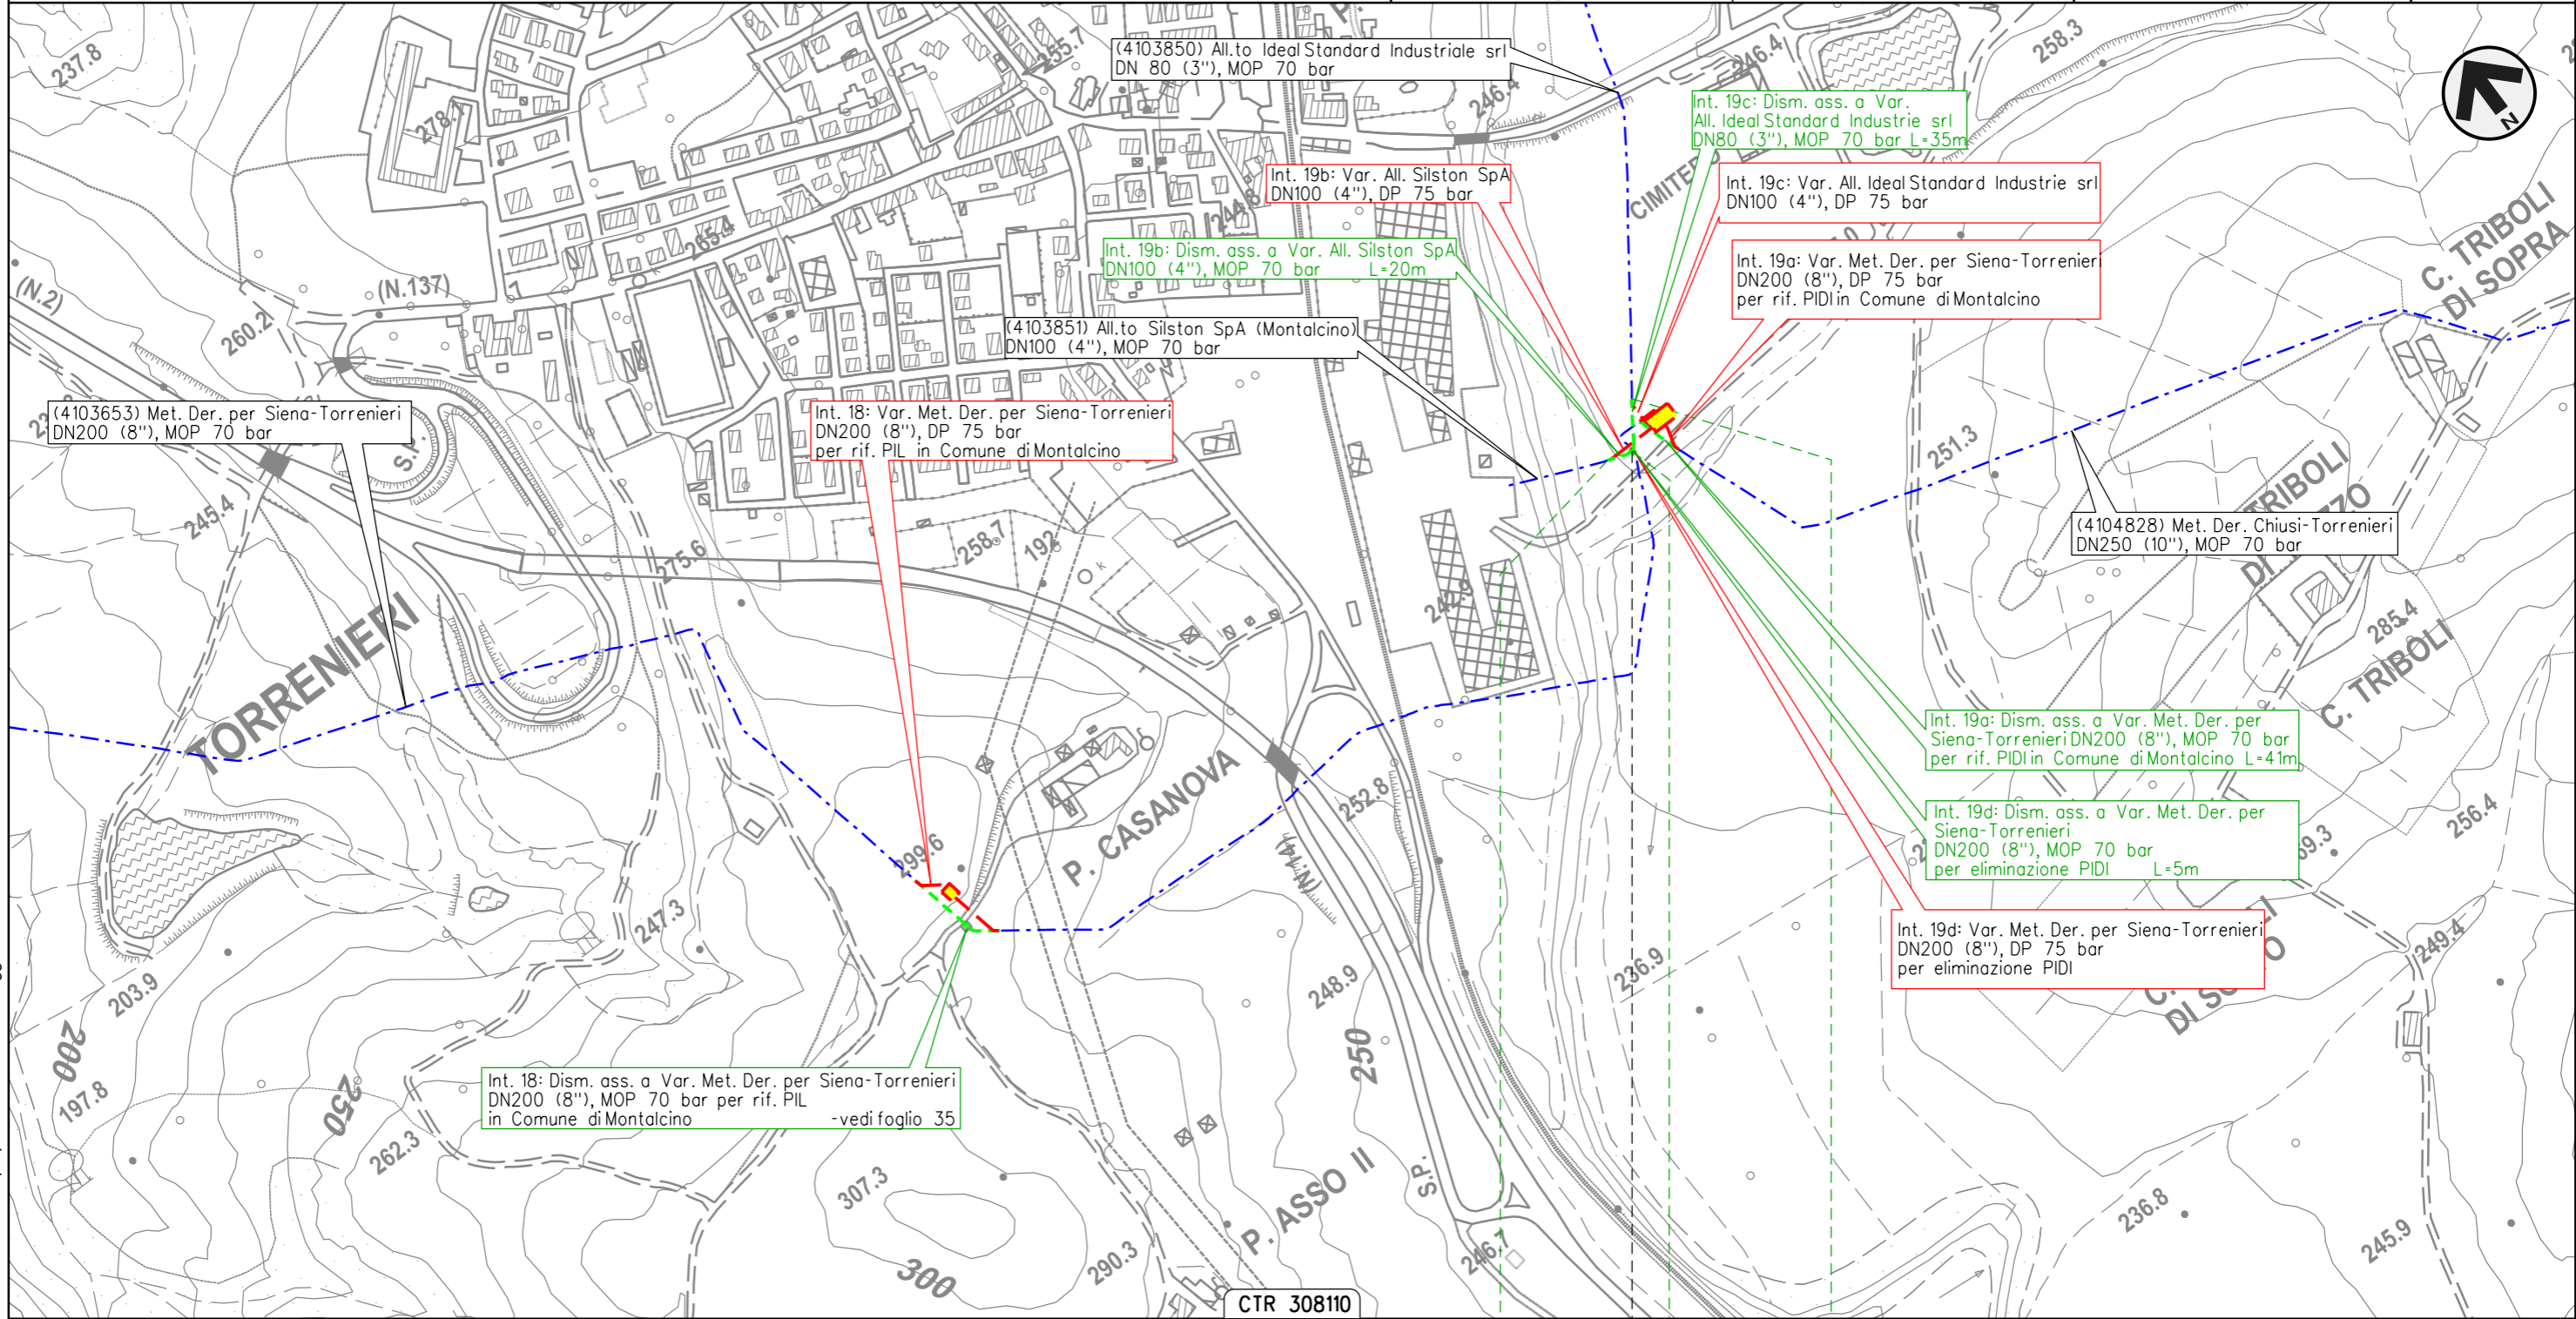 (4103850) All.to Ideal Standard Industriale srl
DN 80 (3"), MOP 70 bar
Int. 19c: Dism. ass. a Var.
All. Ideal Standard Industrie srl
DN80 (3"), MOP 70 bar L=35m
Int. 19b: Var. All. Silston SpA
DN100 (4"), DP 75 bar
Int. 19c: Var. All. Ideal Standard Industrie srl
DN100 (4"), DP 75 bar
Int. 19b: Dism. ass. a Var. All. Silston SpA
DN100 (4"), MOP 70 bar L=20m
Int. 19a: Var. Met. Der. per Siena-Torrenieri
DN200 (8"), DP 75 bar
per rif. PIDI in Comune di Montalcino
(4103851) All.to Silston SpA (Montalcino)
DN100 (4"), MOP 70 bar
(4103653) Met. Der. per Siena-Torrenieri
DN200 (8"), MOP 70 bar
Int. 18: Var. Met. Der. per Siena-Torrenieri
DN200 (8"), DP 75 bar
per rif. PIL in Comune di Montalcino
(4104828) Met. Der. Chiusi-Torrenieri
DN250 (10"), MOP 70 bar
Int. 19a: Dism. ass. a Var. Met. Der. per
Siena-Torrenieri DN200 (8"), MOP 70 bar
per rif. PIDI in Comune di Montalcino L=41m
Int. 19d: Dism. ass. a Var. Met. Der. per
Siena-Torrenieri
DN200 (8"), MOP 70 bar
per eliminazione PIDI L=5m
Int. 19d: Var. Met. Der. per Siena-Torrenieri
DN200 (8"), DP 75 bar
per eliminazione PIDI
Int. 18: Dism. ass. a Var. Met. Der. per Siena-Torrenieri
DN200 (8"), MOP 70 bar per rif. PIL
in Comune di Montalcino -vedi foglio 35
N
237.8
278.7
255.7
246.4
246.4
258.3
CIMITERO
C. TRIBOLI
DI SOPRA
265.4
244.8
(N.2)
(N.137)
260.2
S.P.
245.4
275.6
258.7
192
k
242.9
251.3
TRIBOLI
285.4
C. TRIBOLI
TORRENIERI
P. CASANOVA
252.8
(N.14)
299.6
256.4
249.4
247.3
236.9
203.9
200
197.8
250
262.3
248.9
250
307.3
300
290.3
P. ASSO II
S.P.
246.7
236.8
245.9
CTR 308110